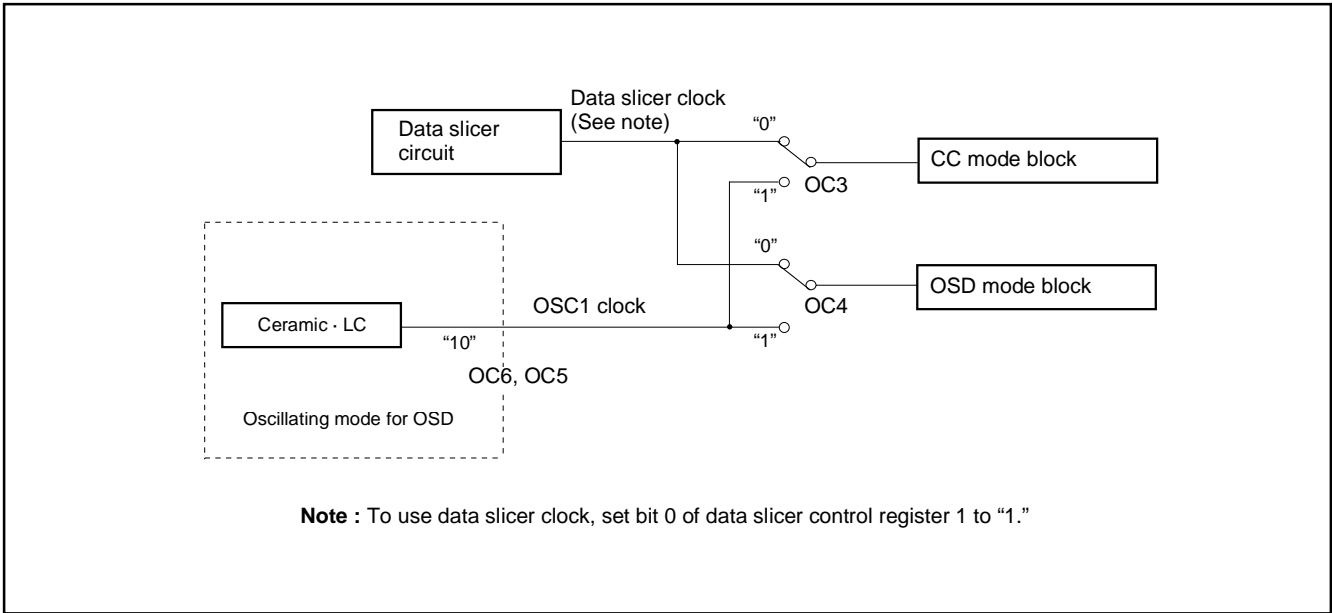 Data slicer clock
(See note)
Data slicer
circuit
“0”
CC mode block
OC3
“1”
“0”
OSD mode block
OC4
“1”
OSC1 clock
Ceramic · LC
“10”
OC6, OC5
Oscillating mode for OSD
Note : To use data slicer clock, set bit 0 of data slicer control register 1 to “1.”